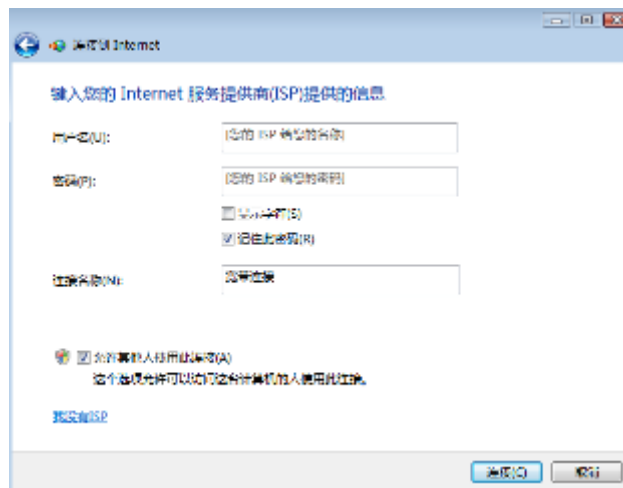 连接到 Internet
键入您的 Internet 服务提供商(ISP)提供的信息
用户名(U):
[您的 ISP 给您的名称]
密码(P):
[您的 ISP 给您的密码]
显示字符(S)
记住此密码(R)
连接名称(N):
宽带连接
允许其他人使用此连接(A)
这个选项允许可以访问这台计算机的人使用此连接。
我没有ISP
连接(C)
取消